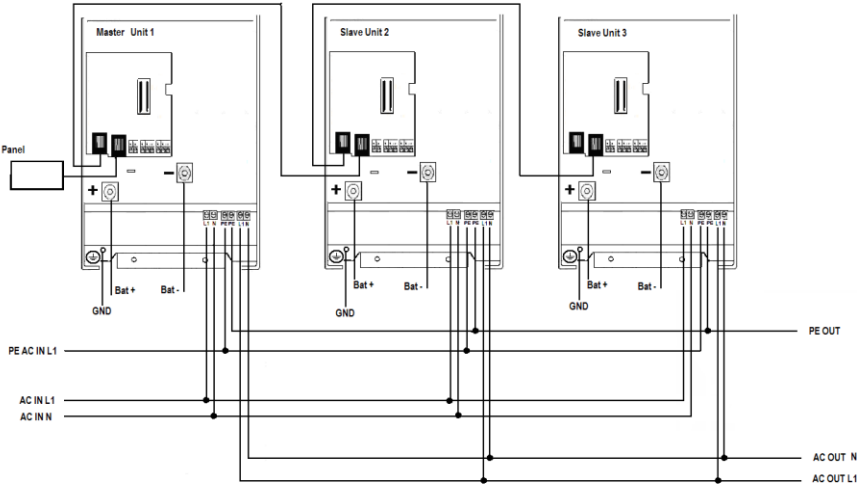 Master Unit 1
Slave Unit 2
Slave Unit 3
Panel
+ −
+ −
+ −
L1 N PE PE L1 N
L1 N PE PE L1 N
L1 N PE PE L1 N
Bat + Bat -
Bat + Bat -
Bat + Bat -
GND
GND
GND
PE OUT
PE AC IN L1
AC IN L1
AC IN N
AC OUT N
AC OUT L1